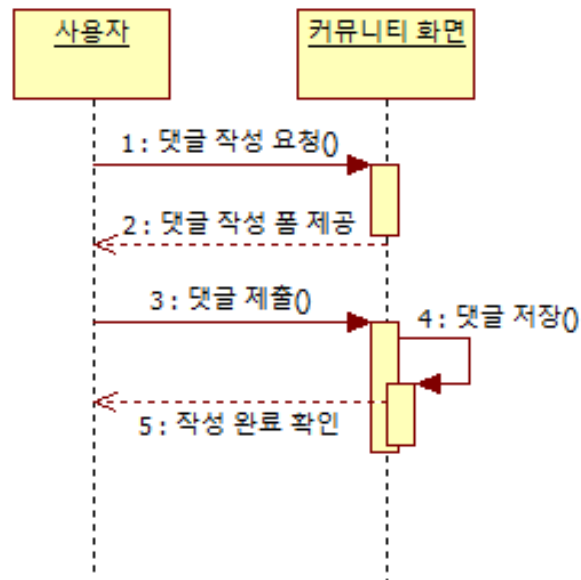 사용자
커뮤니티 화면
1 : 댓글 작성 요청()
2 : 댓글 작성 폼 제공
3 : 댓글 제출()
4 : 댓글 저장()
5 : 작성 완료 확인